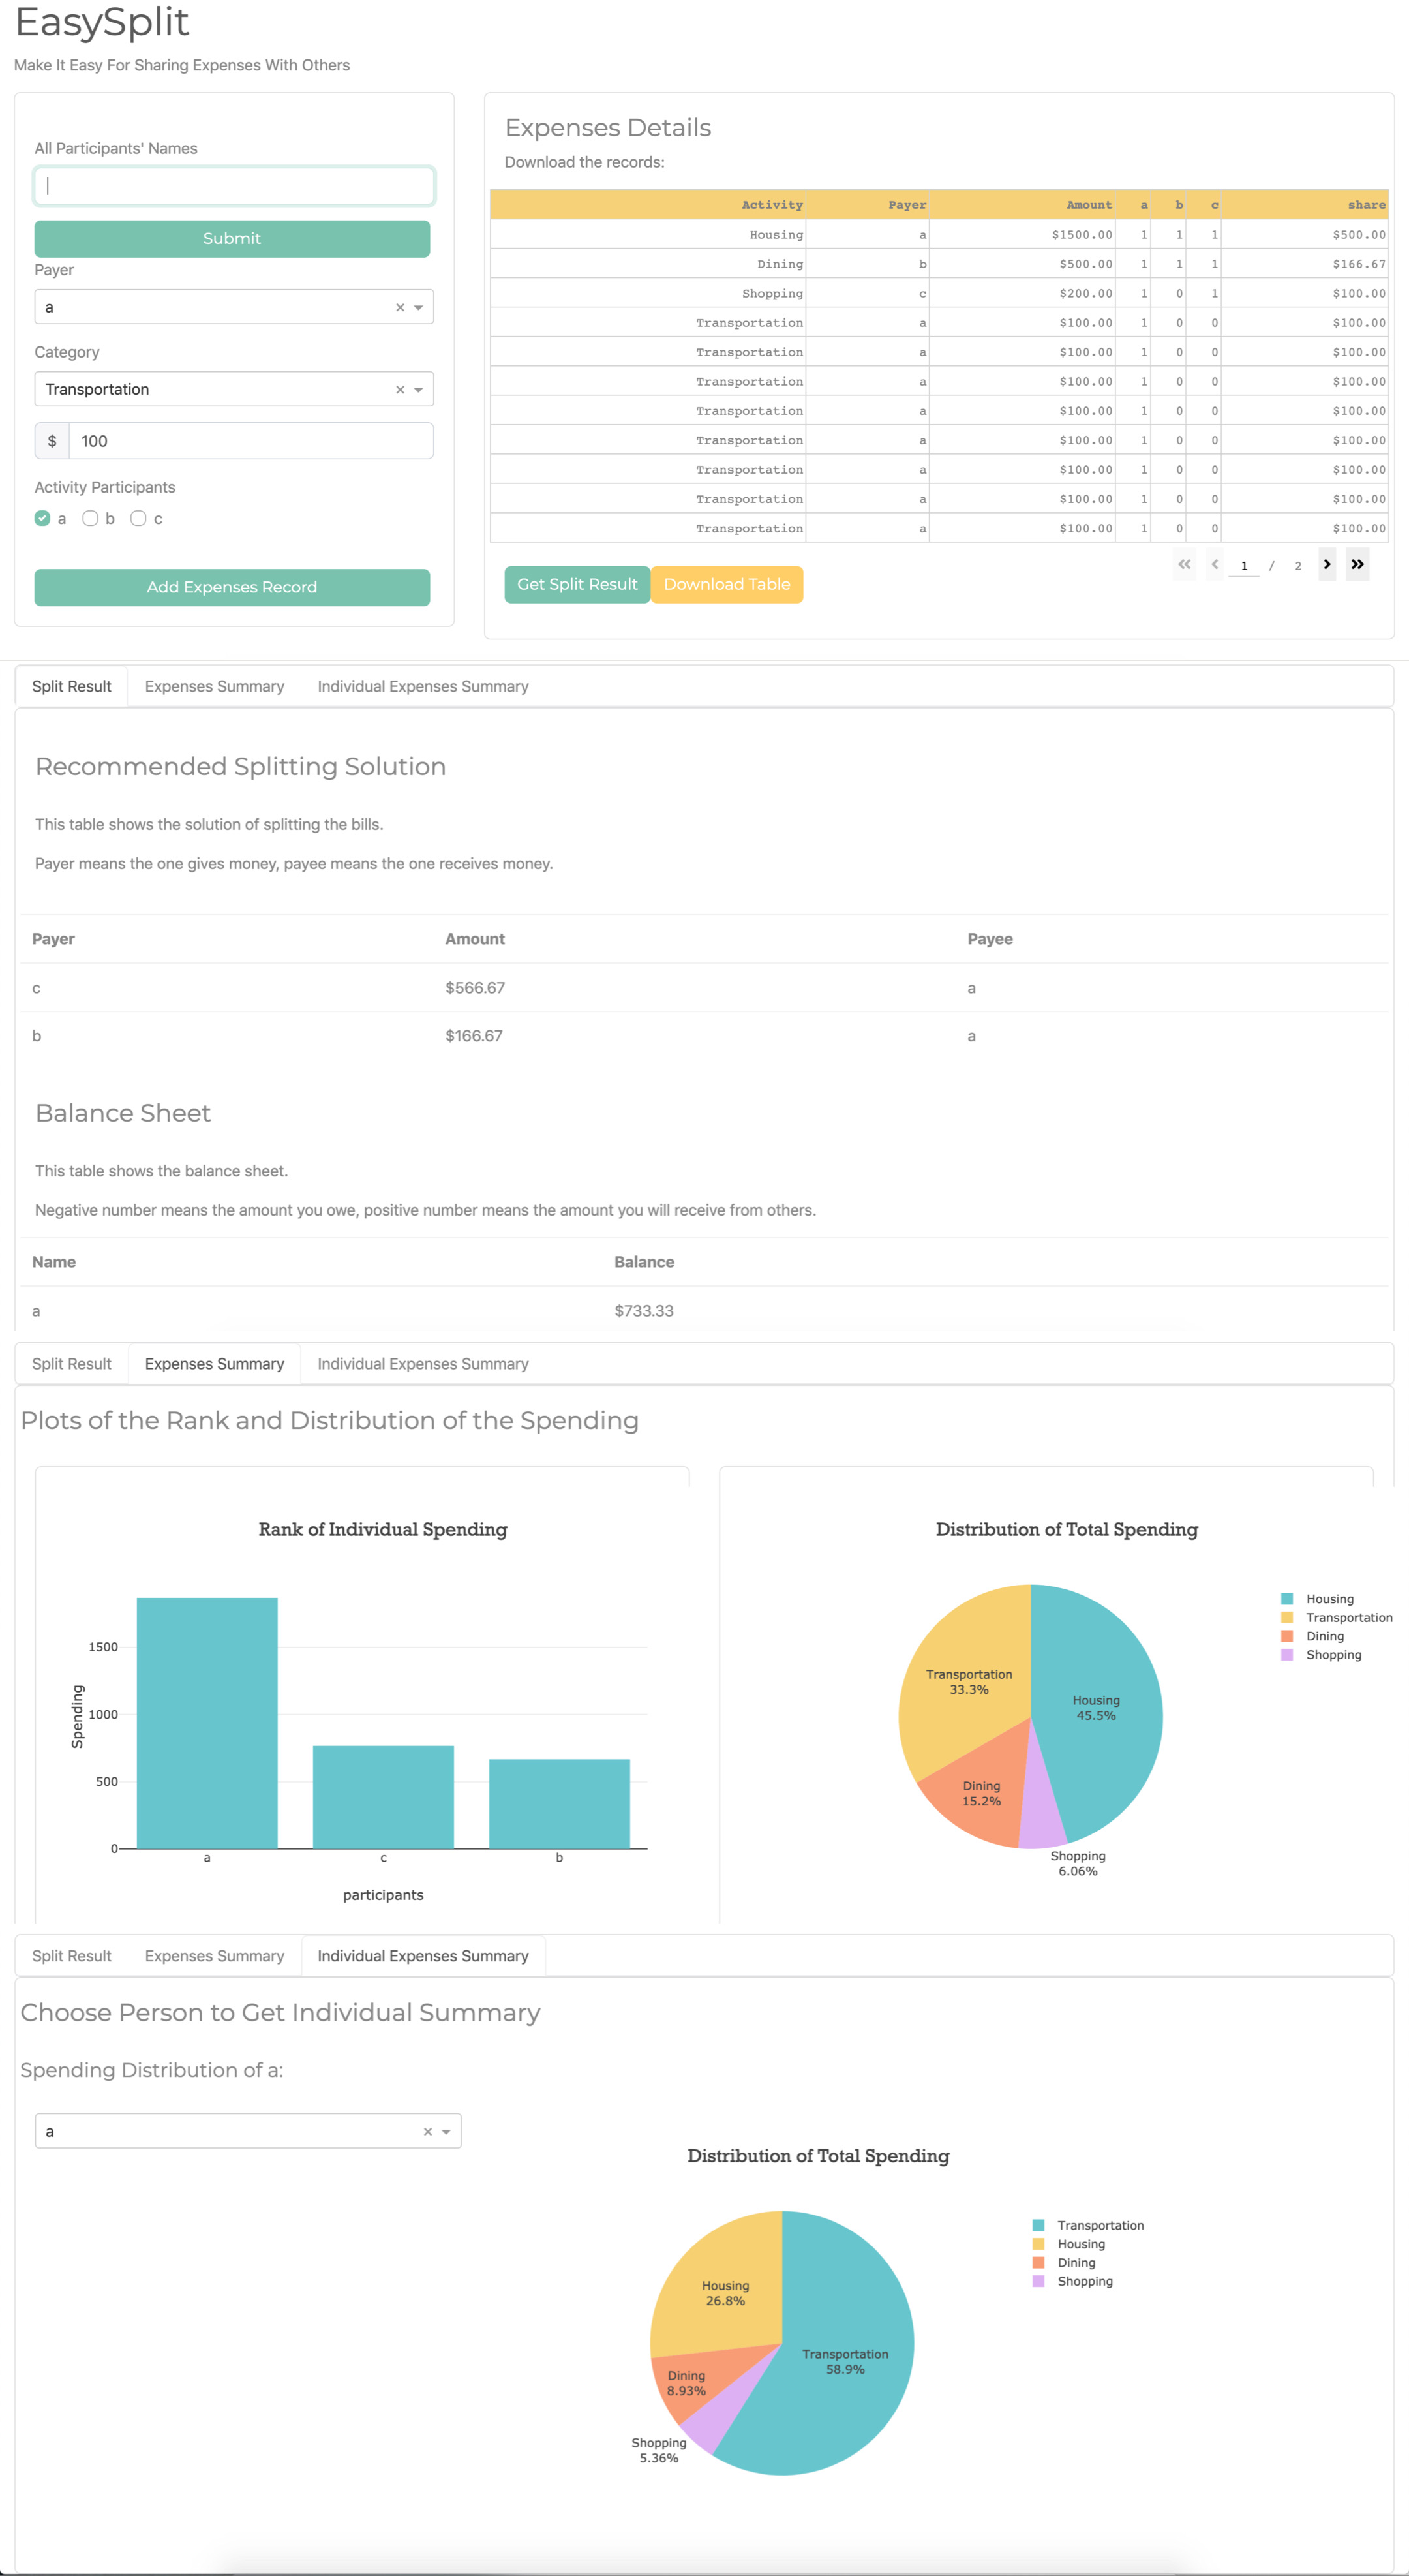 EasySplit
Make It Easy For Sharing Expenses With Others
All Participants' Names
Submit
Payer
a
Category
Transportation
$ 100
Activity Participants
a b c
Add Expenses Record
Expenses Details
Download the records:
Activity Payer Amount a b c share
Housing a $1500.00 1 1 1 $500.00
Dining b $500.00 1 1 1 $166.67
Shopping c $200.00 1 0 1 $100.00
Transportation a $100.00 1 0 0 $100.00
Transportation a $100.00 1 0 0 $100.00
Transportation a $100.00 1 0 0 $100.00
Transportation a $100.00 1 0 0 $100.00
Transportation a $100.00 1 0 0 $100.00
Transportation a $100.00 1 0 0 $100.00
Transportation a $100.00 1 0 0 $100.00
Transportation a $100.00 1 0 0 $100.00
1 / 2
Get Split Result Download Table
Split Result Expenses Summary Individual Expenses Summary
Recommended Splitting Solution
This table shows the solution of splitting the bills.
Payer means the one gives money, payee means the one receives money.
Payer Amount Payee
c $566.67 a
b $166.67 a
Balance Sheet
This table shows the balance sheet.
Negative number means the amount you owe, positive number means the amount you will receive from others.
Name Balance
a $733.33
Split Result Expenses Summary Individual Expenses Summary
Plots of the Rank and Distribution of the Spending
Rank of Individual Spending
Spending
1500
1000
500
0
a c b
participants
Distribution of Total Spending
Housing
Transportation
Dining
Shopping
Transportation
33.3%
Housing
45.5%
Dining
15.2%
Shopping
6.06%
Split Result Expenses Summary Individual Expenses Summary
Choose Person to Get Individual Summary
Spending Distribution of a:
a
Distribution of Total Spending
Transportation
Housing
Dining
Shopping
Housing
26.8%
Transportation
58.9%
Dining
8.93%
Shopping
5.36%